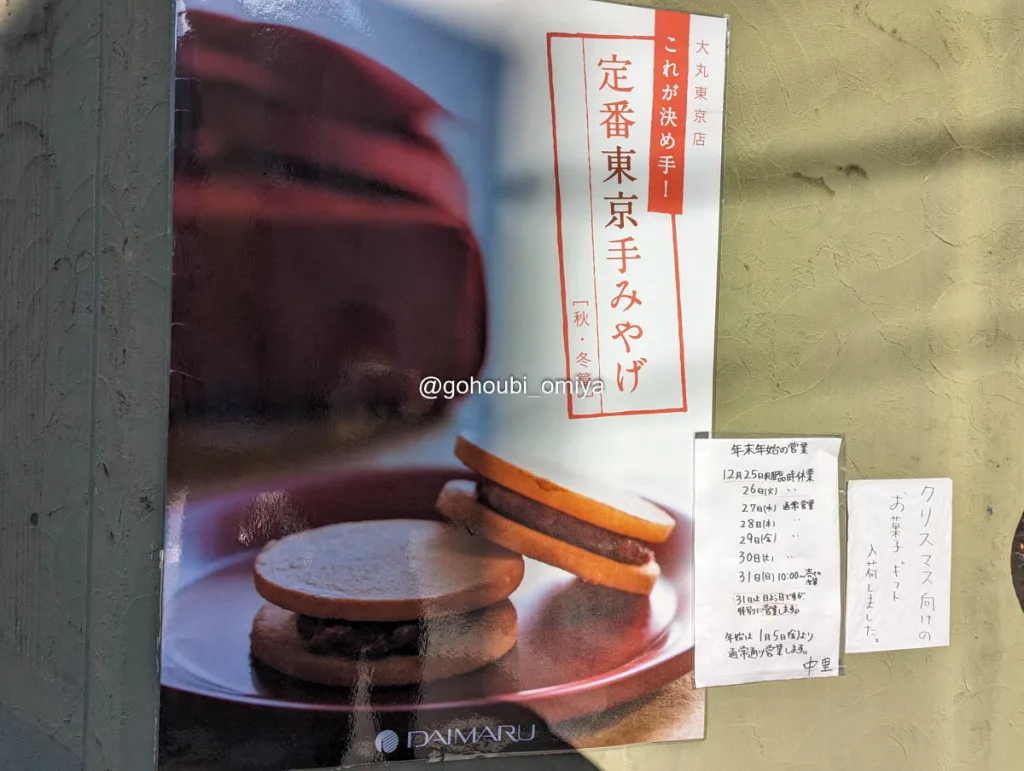 大丸東京店
これが決め手!
定番東京手みやげ
[秋・冬篇]
@gohoubi_omiya
DAIMARU
年末年始の営業
12月25日(月)臨時休業
26日(火) 〃
27日(水) 通常営業
28日(木) 〃
29日(金) 〃
30日(土) 〃
31日(日) 10:00〜
31日は日お日ですが
特別に営業します。
年始は1月5日(金)より
通常通り営業します。
中里
クリスマス向けの
お菓子ギフト
入荷しました。